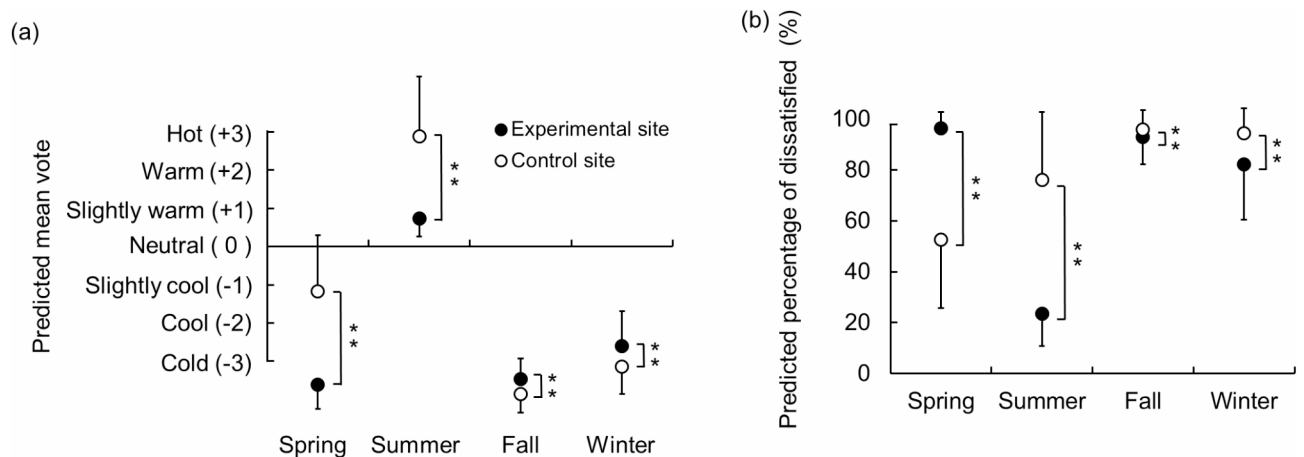 (a)
Predicted mean vote
Hot (+3)
Warm (+2)
Slightly warm (+1)
Neutral ( 0 )
Slightly cool (-1)
Cool (-2)
Cold (-3)
Experimental site
Control site
**
**
**
**
Spring Summer Fall Winter
(b)
Predicted percentage of dissatisfied (%)
100
80
60
40
20
0
**
**
**
**
Spring Summer Fall Winter